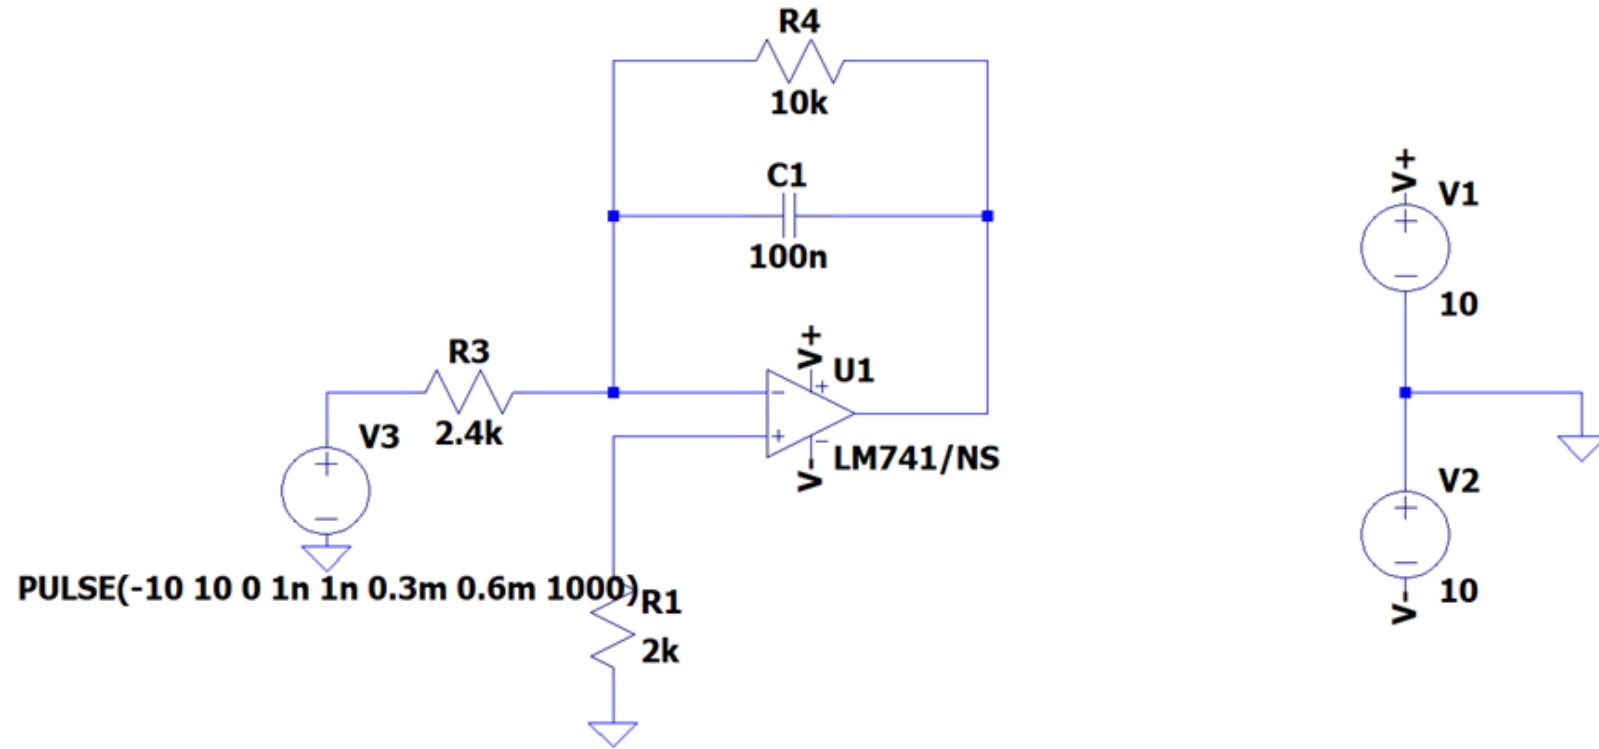 R4
10k
C1
100n
V+
V1
10
R3
2.4k
V+
U1
V3
LM741/NS
V-
V2
10
V-
PULSE(-10 10 0 1n 1n 0.3m 0.6m 1000)
R1
2k